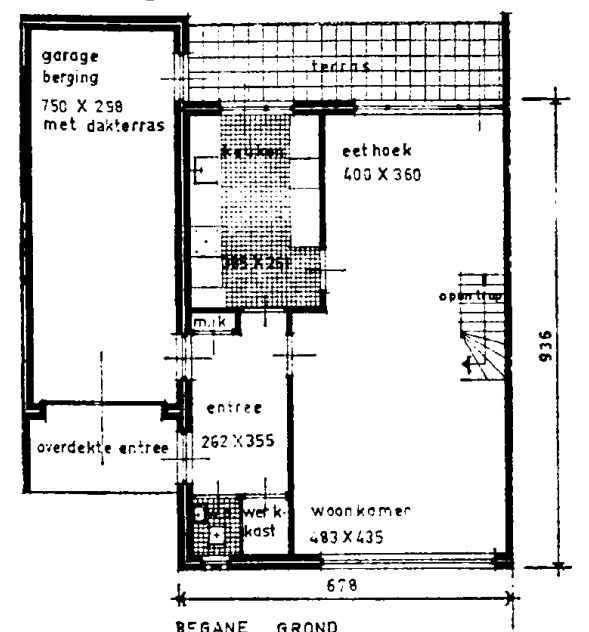 garage
berging
750 X 258
met dakterras
terras
keuken
eethoek
400 X 360
open trap
936
m.k
entree
262 X 355
overdekte entree
werk-
kast
woonkamer
483 X 435
678
BEGANE GROND